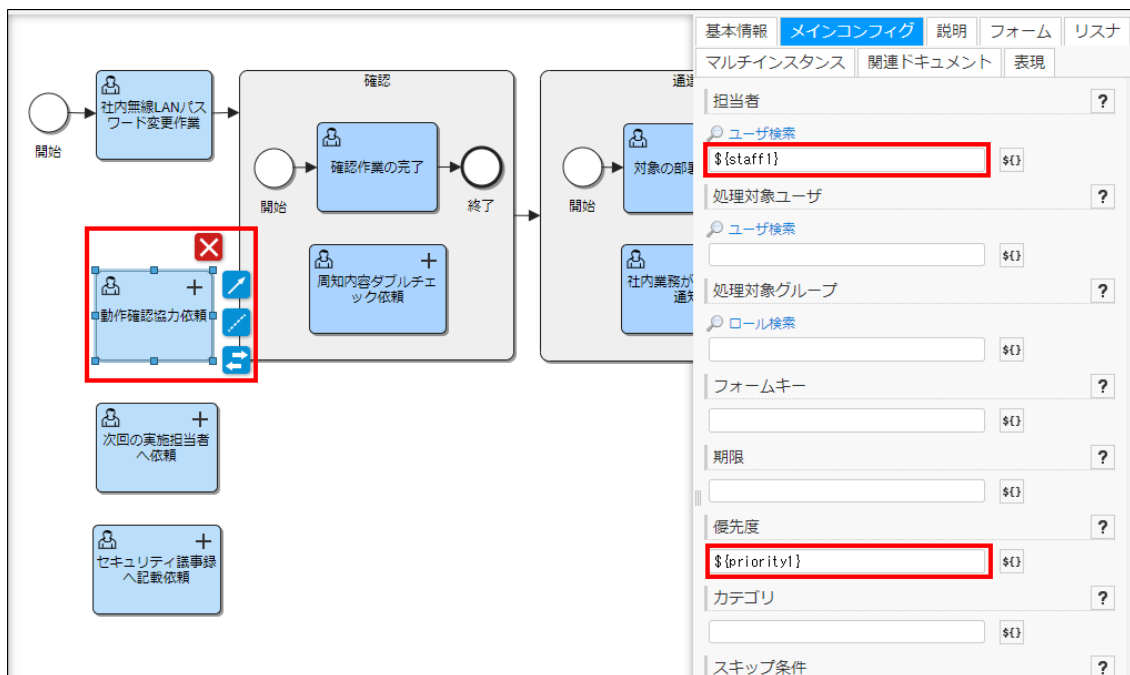 社内無線LANパス
ワード変更作業
開始
確認
確認作業の完了
開始
終了
周知内容ダブルチェ
ック依頼
開始
対象の部
社内業務が
動作確認協力依頼
次回の実施担当者
へ依頼
セキュリティ議事録
へ記載依頼
基本情報
メインコンフィグ
説明
フォーム
リスナ
マルチインスタンス
関連ドキュメント
表現
担当者
?
ユーザ検索
${staff1}
${}
処理対象ユーザ
?
ユーザ検索
${}
処理対象グループ
?
ロール検索
${}
フォームキー
?
${}
期限
?
${}
優先度
?
${priority1}
${}
カテゴリ
?
${}
スキップ条件
?